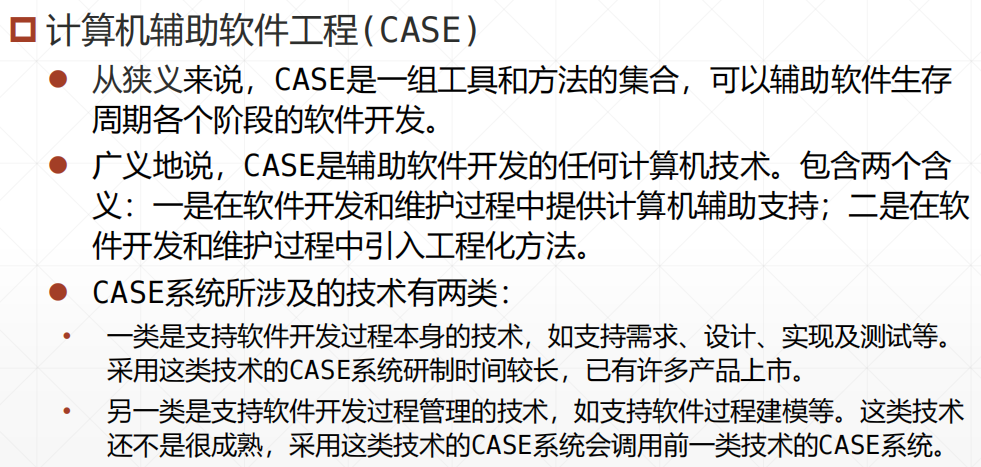 计算机辅助软件工程(CASE)
从狭义来说，CASE是一组工具和方法的集合，可以辅助软件生存
周期各个阶段的软件开发。
广义地说，CASE是辅助软件开发的任何计算机技术。包含两个含
义：一是在软件开发和维护过程中提供计算机辅助支持；二是在软
件开发和维护过程中引入工程化方法。
CASE系统所涉及的技术有两类：
一类是支持软件开发过程本身的技术，如支持需求、设计、实现及测试等。
采用这类技术的CASE系统研制时间较长，已有许多产品上市。
另一类是支持软件开发过程管理的技术，如支持软件过程建模等。这类技术
还不是很成熟，采用这类技术的CASE系统会调用前一类技术的CASE系统。